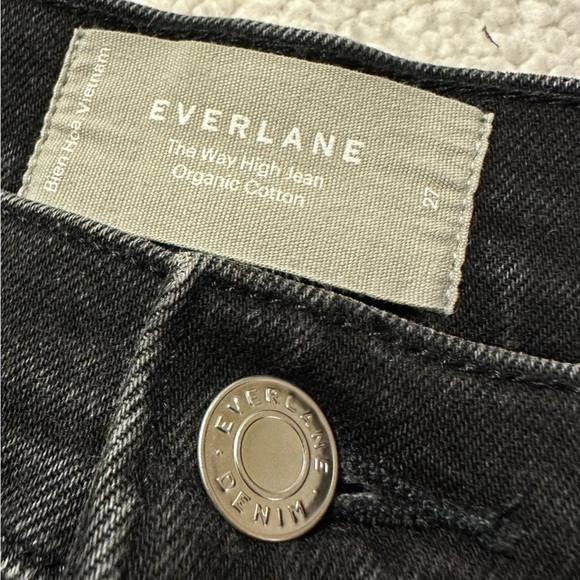 EVERLANE
The Way High Jean
Organic Cotton
Bien Hoa, Vietnam
27
· EVERLANE ·
DENIM